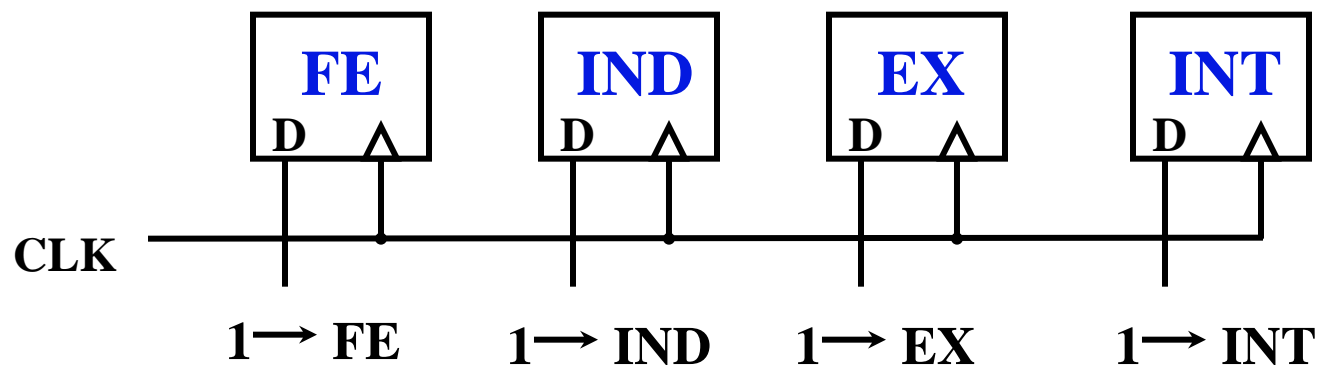 FE IND EX INT
D D D D
CLK
1→ FE 1→ IND 1→ EX 1→ INT